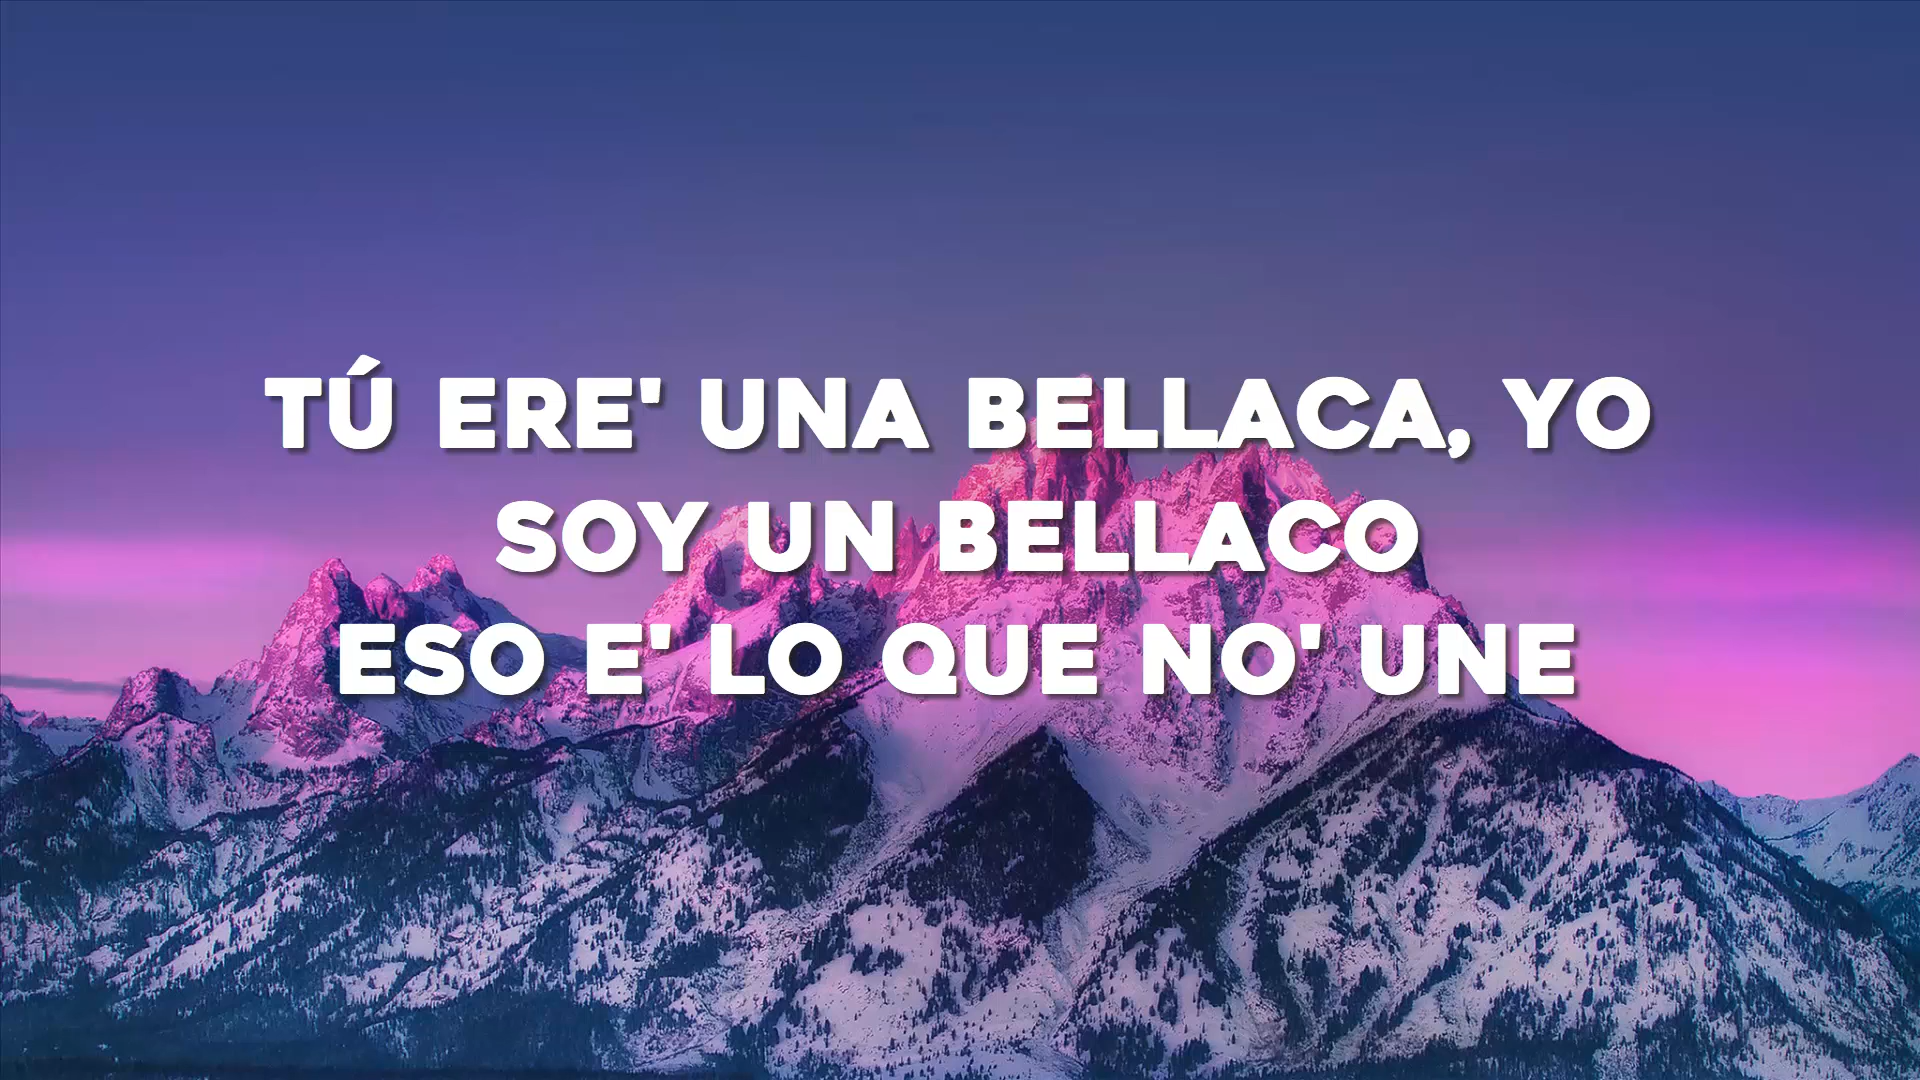 TÚ ERE' UNA BELLACA, YO
SOY UN BELLACO
ESO E' LO QUE NO' UNE